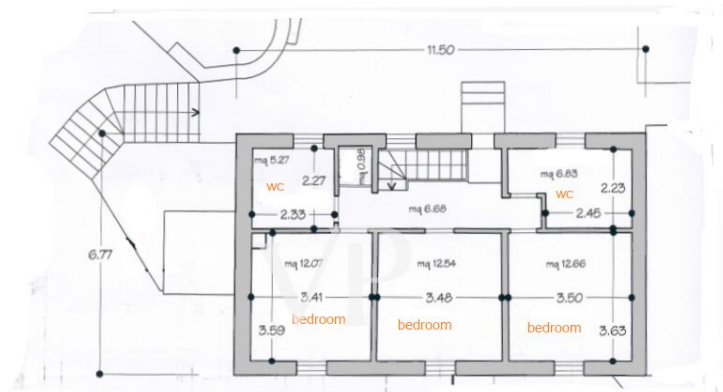 11.50
mq 5.27
wc
2.27
2.33
mq 0.98
mq 6.68
mq 6.83
wc
2.23
2.45
6.77
mq 12.07
3.41
bedroom
3.59
mq 12.54
3.48
bedroom
mq 12.66
3.50
bedroom
3.63
VP